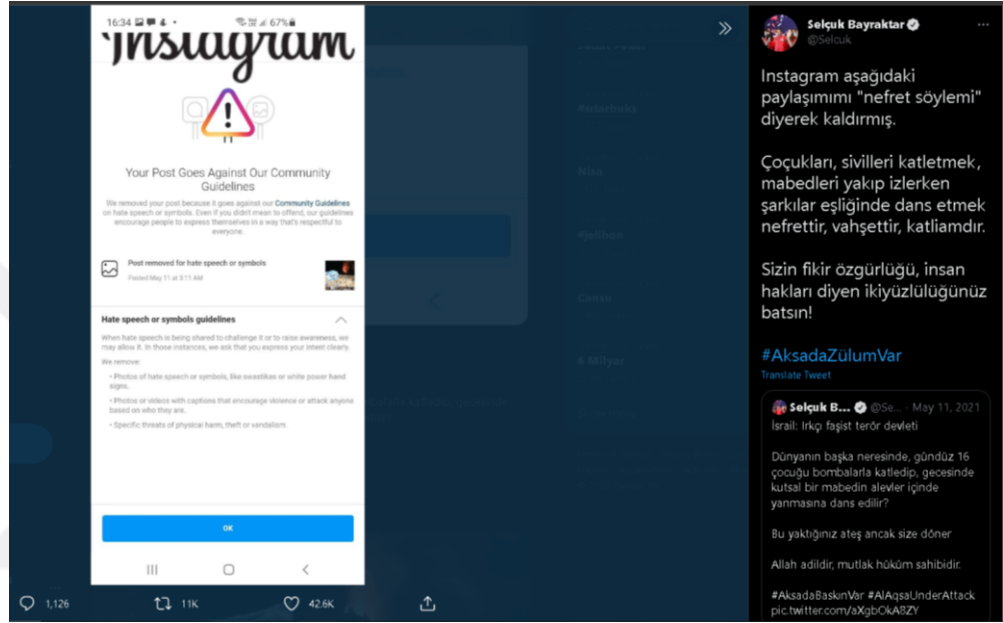 16:34
67%
Instagram
Your Post Goes Against Our Community
Guidelines
We removed your post because it goes against our Community Guidelines
on hate speech or symbols. Even if you didn't mean to offend, our guidelines
encourage people to express themselves in a way that's respectful to
everyone.
Post removed for hate speech or symbols
Posted May 11 at 3:11 AM
Hate speech or symbols guidelines
When hate speech is being shared to challenge it or to raise awareness, we
may allow it. In those instances, we ask that you express your intent clearly.
We remove:
• Photos of hate speech or symbols, like swastikas or white power hand
signs.
• Photos or videos with captions that encourage violence or attack anyone
based on who they are.
• Specific threats of physical harm, theft or vandalism.
OK
1,126
11K
42.6K
Nisa
#jelibon
Cansu
6 Milyar
Selçuk Bayraktar
@Selcuk
Instagram aşağıdaki
paylaşımımı "nefret söylemi"
diyerek kaldırmış.
Çoçukları, sivilleri katletmek,
mabedleri yakıp izlerken
şarkılar eşliğinde dans etmek
nefrettir, vahşettir, katliamdır.
Sizin fikir özgürlüğü, insan
hakları diyen ikiyüzlülüğünüz
batsın!
#AksadaZülumVar
Translate Tweet
Selçuk B... @Se... · May 11, 2021
İsrail: Irkçı faşist terör devleti
Dünyanın başka neresinde, gündüz 16
çocuğu bombalarla katledip, gecesinde
kutsal bir mabedin alevler içinde
yanmasına dans edilir?
Bu yaktığınız ateş ancak size döner
Allah adildir, mutlak hüküm sahibidir.
#AksadaBaskınVar #AlAqsaUnderAttack
pic.twitter.com/aXgbOkA8ZY